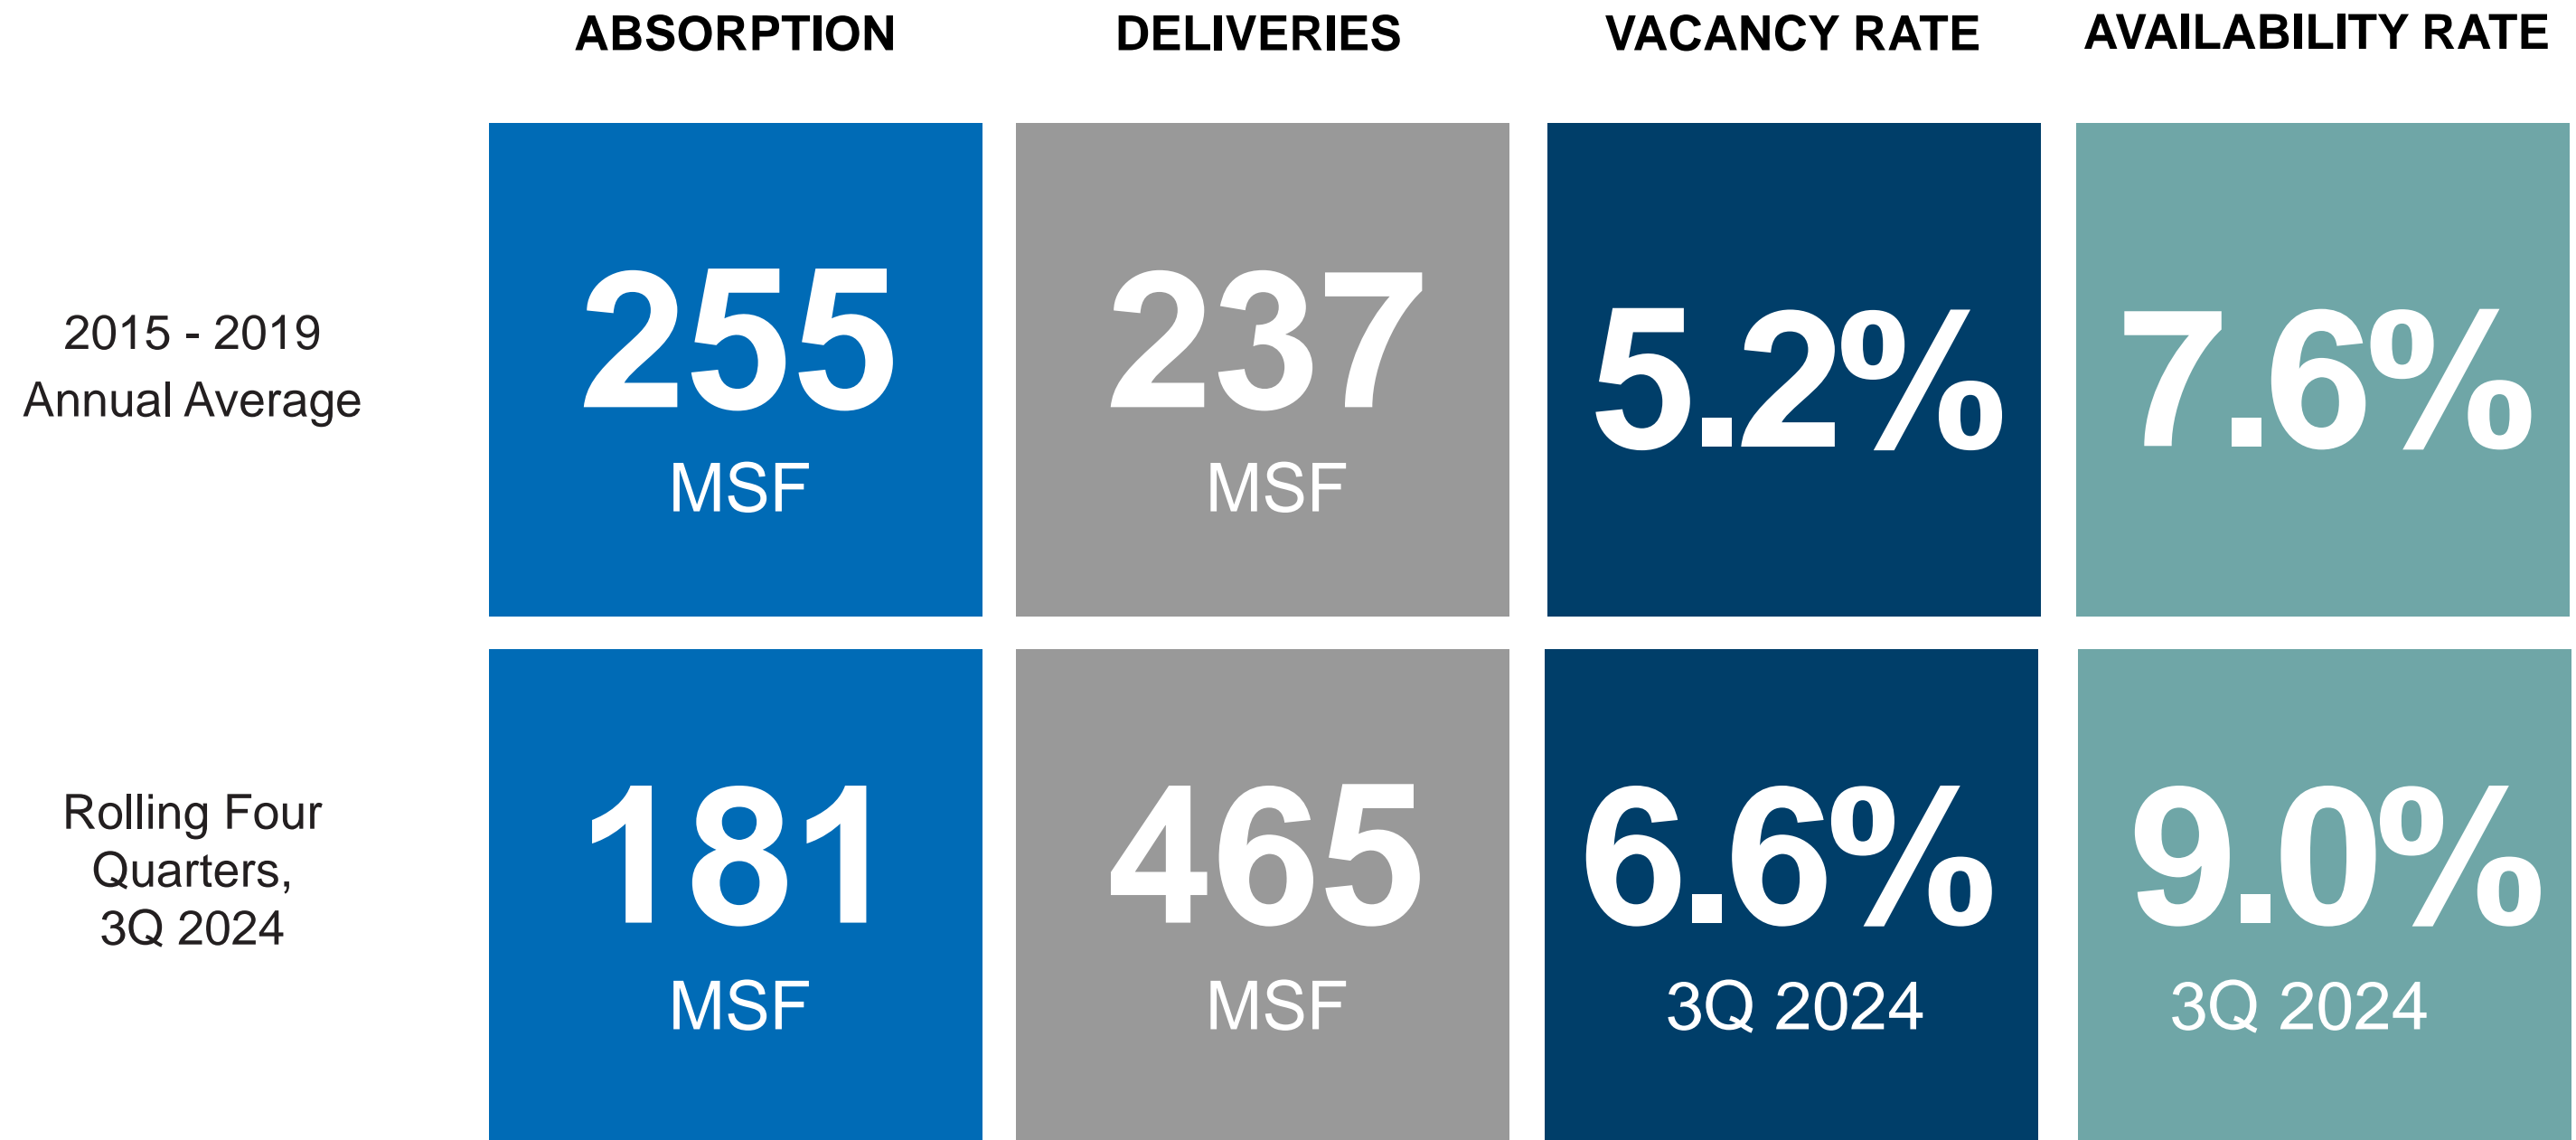 ABSORPTION
DELIVERIES
VACANCY RATE
AVAILABILITY RATE
2015 - 2019
Annual Average
255
MSF
237
MSF
5.2%
7.6%
Rolling Four
Quarters,
3Q 2024
181
MSF
465
MSF
6.6%
3Q 2024
9.0%
3Q 2024